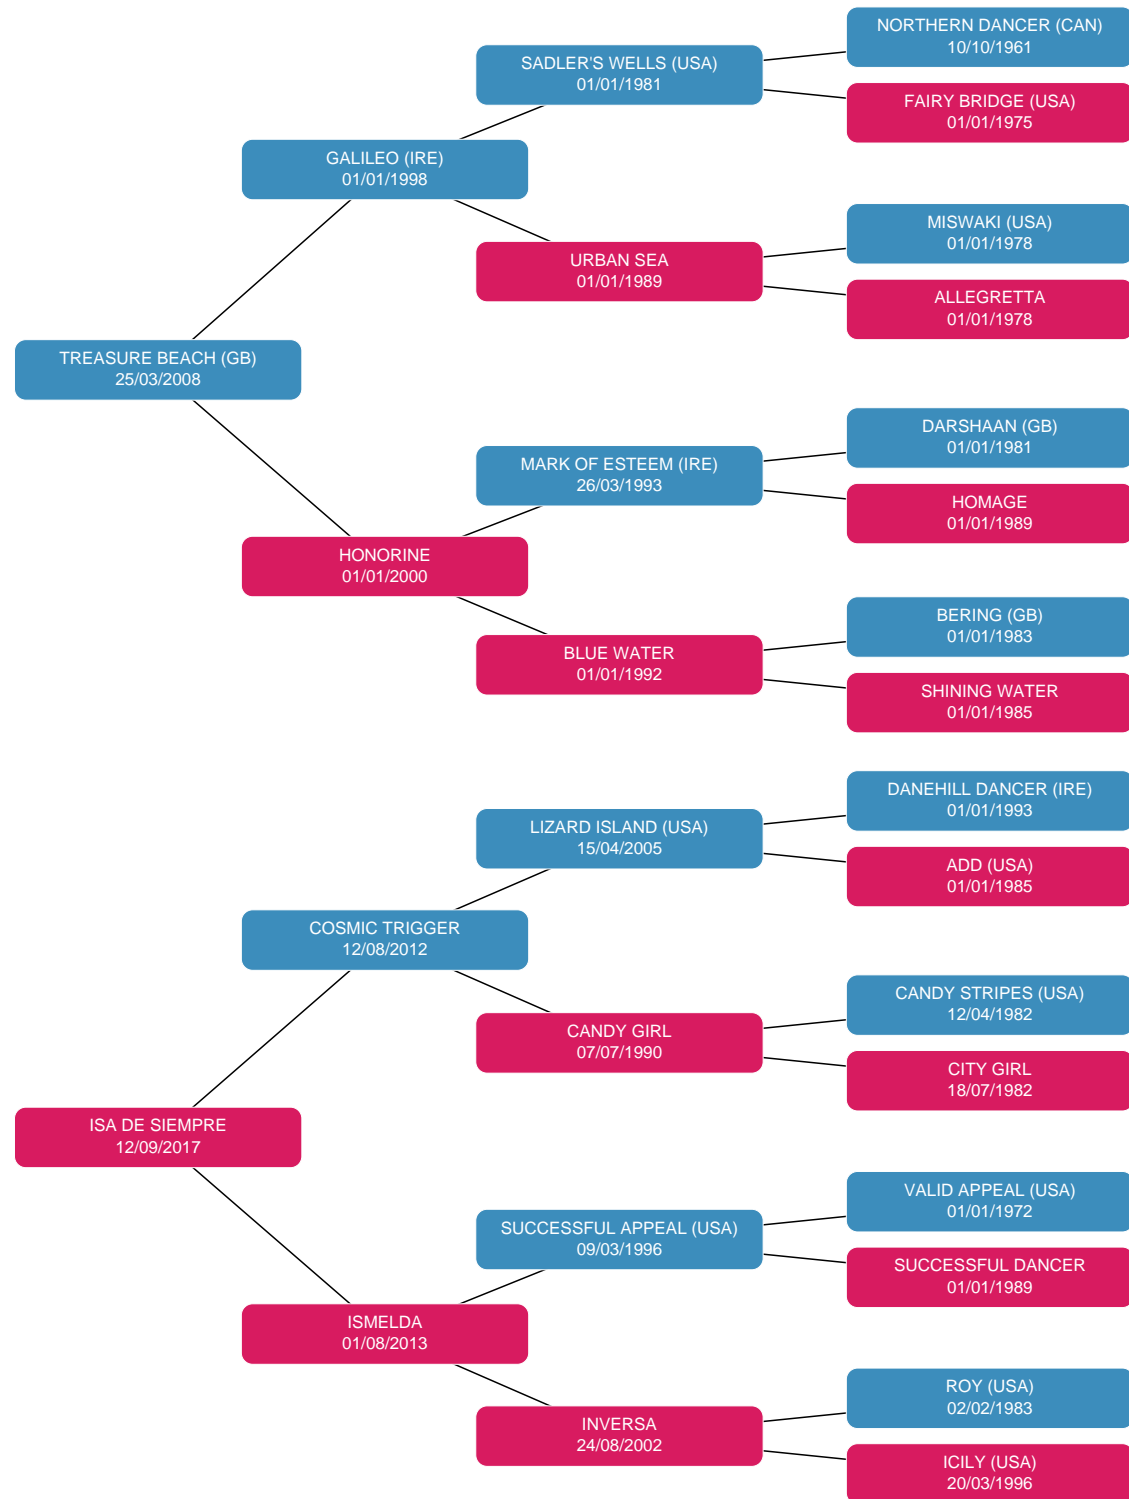 NORTHERN DANCER (CAN)
10/10/1961
SADLER'S WELLS (USA)
01/01/1981
FAIRY BRIDGE (USA)
01/01/1975
GALILEO (IRE)
01/01/1998
MISWAKI (USA)
01/01/1978
URBAN SEA
01/01/1989
ALLEGRETTA
01/01/1978
TREASURE BEACH (GB)
25/03/2008
DARSHAAN (GB)
01/01/1981
MARK OF ESTEEM (IRE)
26/03/1993
HOMAGE
01/01/1989
HONORINE
01/01/2000
BERING (GB)
01/01/1983
BLUE WATER
01/01/1992
SHINING WATER
01/01/1985
DANEHILL DANCER (IRE)
01/01/1993
LIZARD ISLAND (USA)
15/04/2005
ADD (USA)
01/01/1985
COSMIC TRIGGER
12/08/2012
CANDY STRIPES (USA)
12/04/1982
CANDY GIRL
07/07/1990
CITY GIRL
18/07/1982
ISA DE SIEMPRE
12/09/2017
VALID APPEAL (USA)
01/01/1972
SUCCESSFUL APPEAL (USA)
09/03/1996
SUCCESSFUL DANCER
01/01/1989
ISMELDA
01/08/2013
ROY (USA)
02/02/1983
INVERSA
24/08/2002
ICILY (USA)
20/03/1996